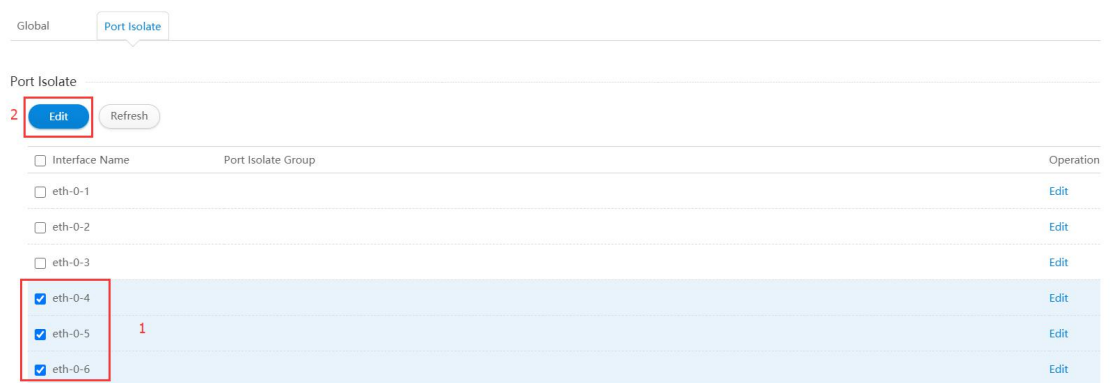 Global Port Isolate
Port Isolate
2 Edit Refresh
Interface Name Port Isolate Group Operation
eth-0-1 Edit
eth-0-2 Edit
eth-0-3 Edit
eth-0-4 Edit
eth-0-5 1 Edit
eth-0-6 Edit